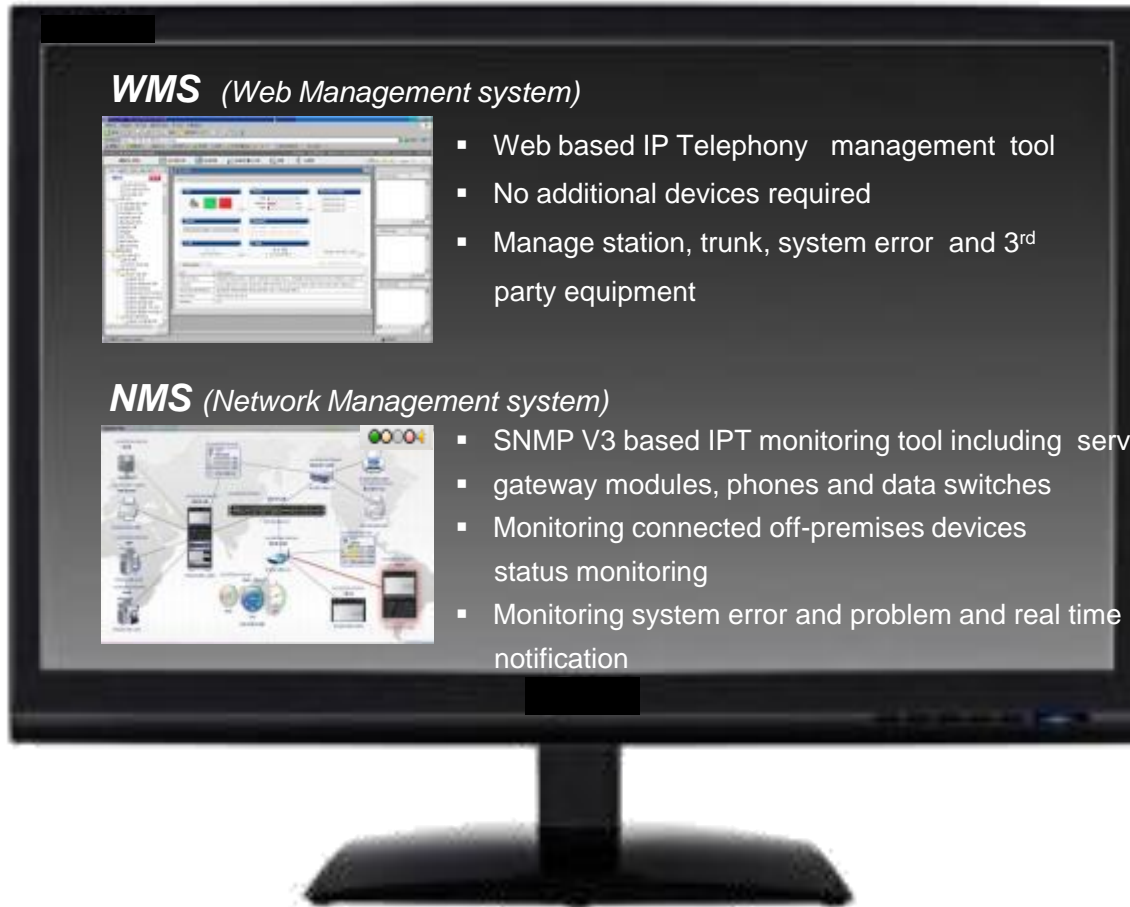 WMS (Web Management system)
▪ Web based IP Telephony management tool
▪ No additional devices required
▪ Manage station, trunk, system error and 3rd
party equipment
NMS (Network Management system)
▪ SNMP V3 based IPT monitoring tool including serv
▪ gateway modules, phones and data switches
▪ Monitoring connected off-premises devices
status monitoring
▪ Monitoring system error and problem and real time
notification